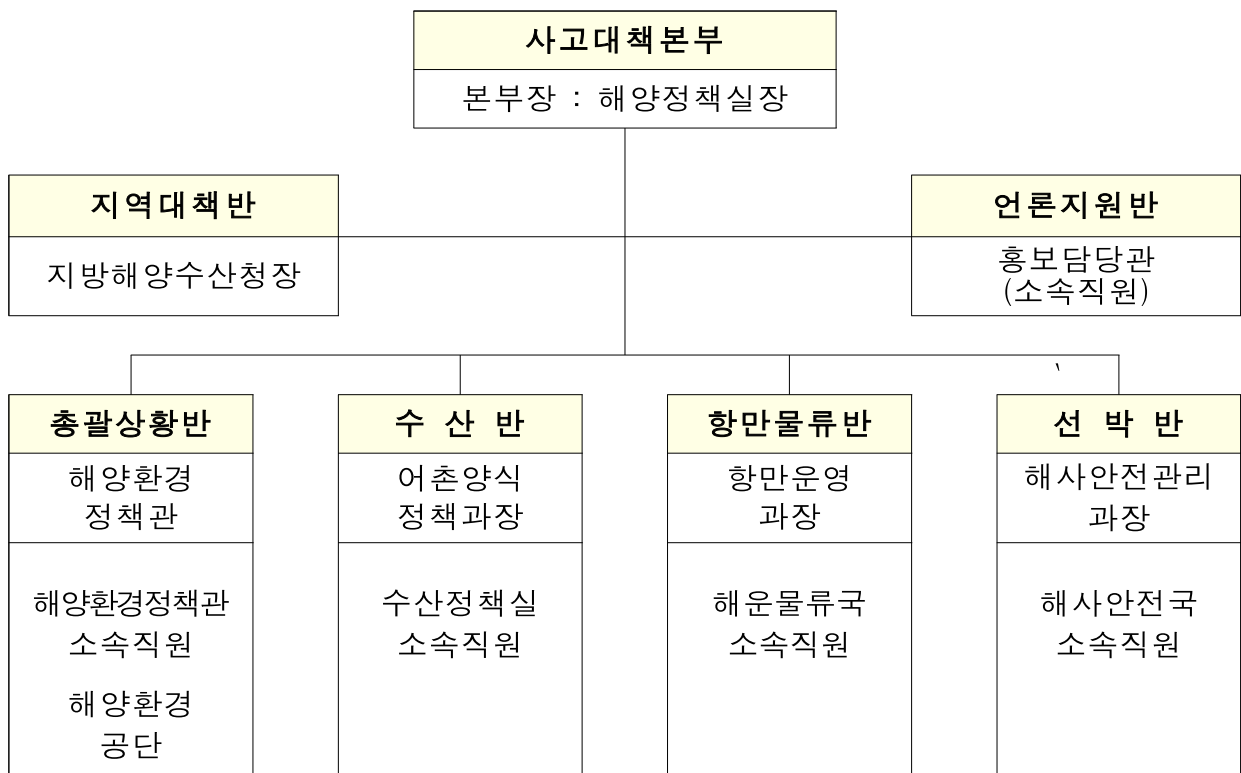 사고대책본부
본부장 : 해양정책실장
지역대책반
지방해양수산청장
언론지원반
홍보담당관
(소속직원)
총괄상황반
해양환경
정책관
해양환경정책관
소속직원
해양환경
공단
수 산 반
어촌양식
정책과장
수산정책실
소속직원
항만물류반
항만운영
과장
해운물류국
소속직원
선 박 반
해사안전관리
과장
해사안전국
소속직원